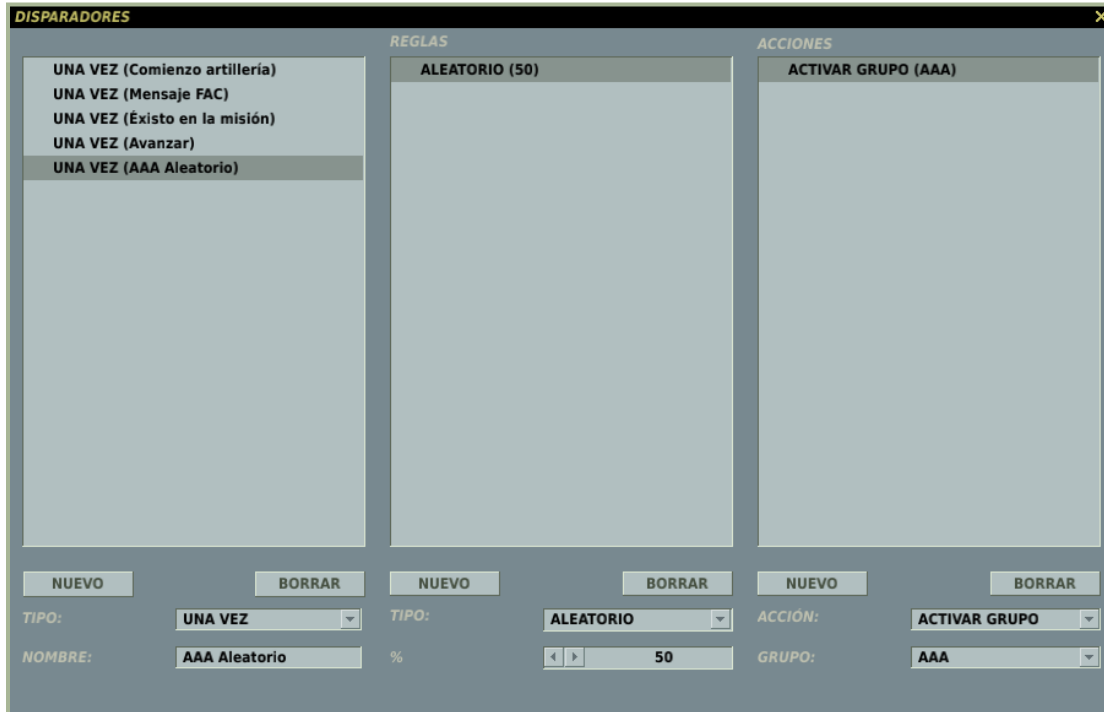 DISPARADORES ×
REGLAS
ACCIONES
UNA VEZ (Comienzo artillería)
UNA VEZ (Mensaje FAC)
UNA VEZ (Éxisto en la misión)
UNA VEZ (Avanzar)
UNA VEZ (AAA Aleatorio)
ALEATORIO (50)
ACTIVAR GRUPO (AAA)
NUEVO BORRAR NUEVO BORRAR NUEVO BORRAR
TIPO: UNA VEZ TIPO: ALEATORIO ACCIÓN: ACTIVAR GRUPO
NOMBRE: AAA Aleatorio % 50 GRUPO: AAA